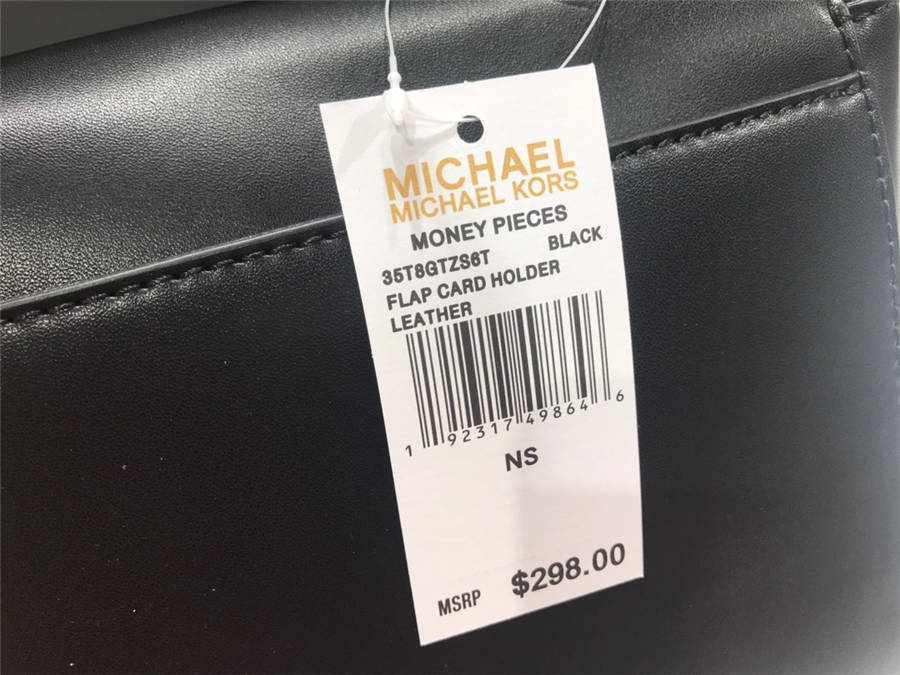 MICHAEL
MICHAEL KORS
MONEY PIECES
35T8GTZS6T BLACK
FLAP CARD HOLDER
LEATHER
1 92317 49864 6
NS
MSRP $298.00